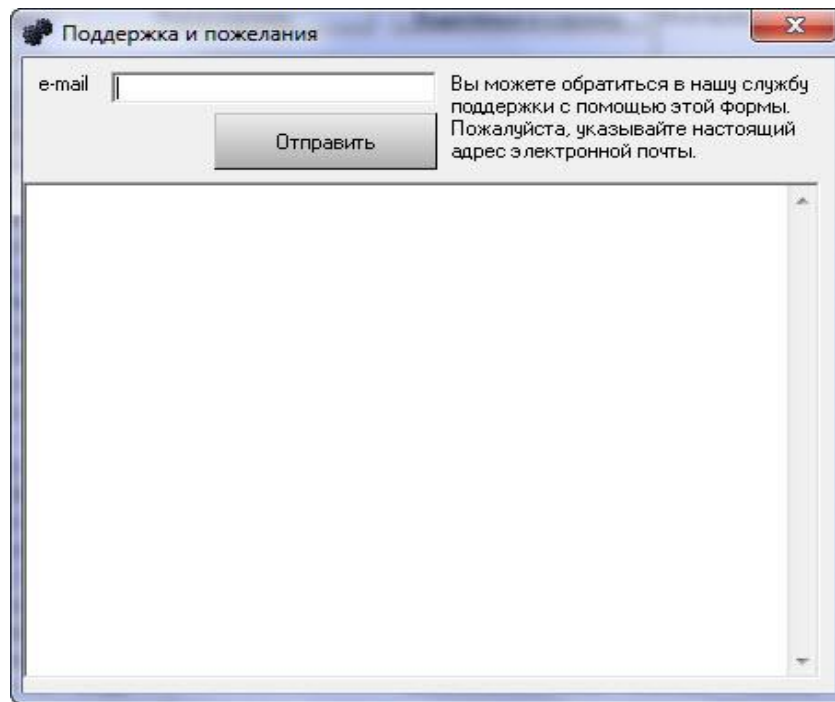 Поддержка и пожелания
e-mail
Вы можете обратиться в нашу службу
поддержки с помощью этой формы.
Пожалуйста, указывайте настоящий
адрес электронной почты.
Отправить